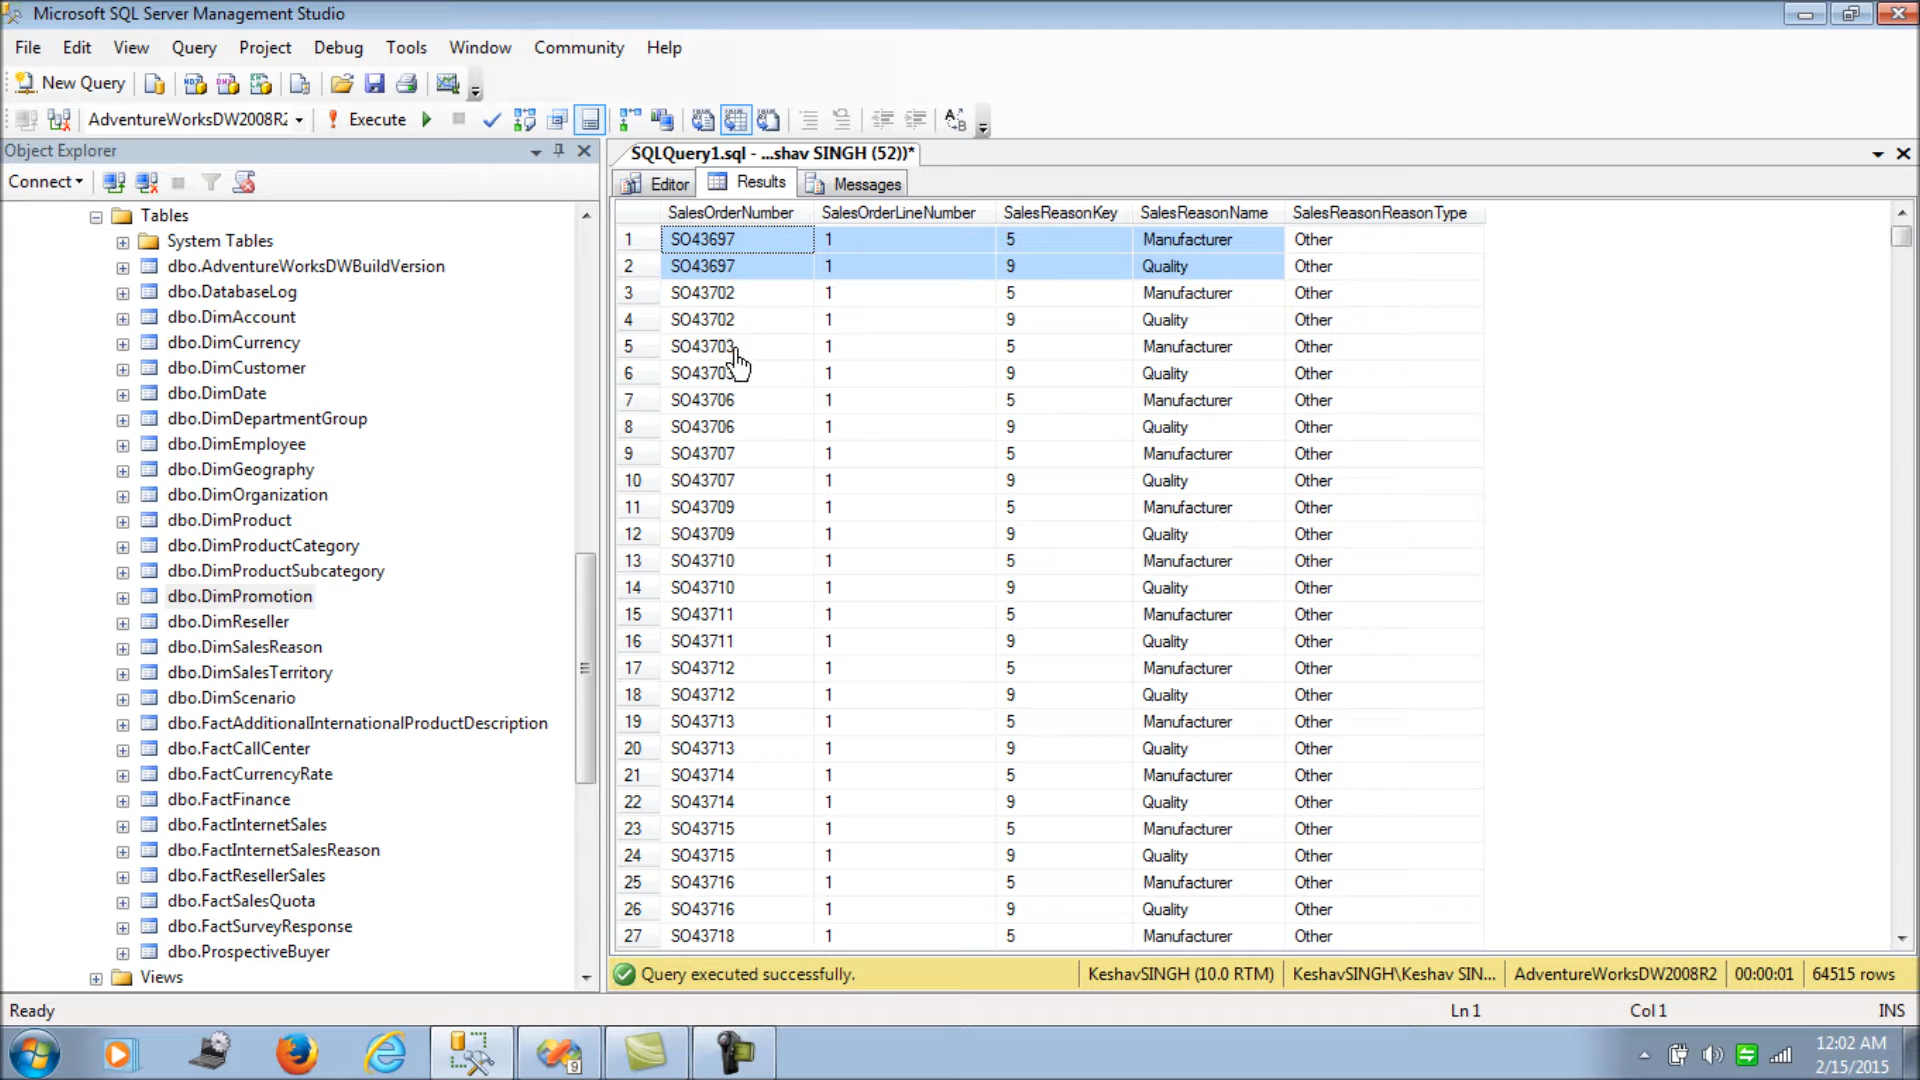 Microsoft SQL Server Management Studio
File Edit View Query Project Debug Tools Window Community Help
New Query
AdventureWorksDW2008R2 Execute
Object Explorer
Connect
Tables
System Tables
dbo.AdventureWorksDWBuildVersion
dbo.DatabaseLog
dbo.DimAccount
dbo.DimCurrency
dbo.DimCustomer
dbo.DimDate
dbo.DimDepartmentGroup
dbo.DimEmployee
dbo.DimGeography
dbo.DimOrganization
dbo.DimProduct
dbo.DimProductCategory
dbo.DimProductSubcategory
dbo.DimPromotion
dbo.DimReseller
dbo.DimSalesReason
dbo.DimSalesTerritory
dbo.DimScenario
dbo.FactAdditionalInternationalProductDescription
dbo.FactCallCenter
dbo.FactCurrencyRate
dbo.FactFinance
dbo.FactInternetSales
dbo.FactInternetSalesReason
dbo.FactResellerSales
dbo.FactSalesQuota
dbo.FactSurveyResponse
dbo.ProspectiveBuyer
Views
SQLQuery1.sql - ...shav SINGH (52))*
Editor Results Messages
SalesOrderNumber SalesOrderLineNumber SalesReasonKey SalesReasonName SalesReasonReasonType
1 SO43697 1 5 Manufacturer Other
2 SO43697 1 9 Quality Other
3 SO43702 1 5 Manufacturer Other
4 SO43702 1 9 Quality Other
5 SO43703 1 5 Manufacturer Other
6 SO43703 1 9 Quality Other
7 SO43706 1 5 Manufacturer Other
8 SO43706 1 9 Quality Other
9 SO43707 1 5 Manufacturer Other
10 SO43707 1 9 Quality Other
11 SO43709 1 5 Manufacturer Other
12 SO43709 1 9 Quality Other
13 SO43710 1 5 Manufacturer Other
14 SO43710 1 9 Quality Other
15 SO43711 1 5 Manufacturer Other
16 SO43711 1 9 Quality Other
17 SO43712 1 5 Manufacturer Other
18 SO43712 1 9 Quality Other
19 SO43713 1 5 Manufacturer Other
20 SO43713 1 9 Quality Other
21 SO43714 1 5 Manufacturer Other
22 SO43714 1 9 Quality Other
23 SO43715 1 5 Manufacturer Other
24 SO43715 1 9 Quality Other
25 SO43716 1 5 Manufacturer Other
26 SO43716 1 9 Quality Other
27 SO43718 1 5 Manufacturer Other
Query executed successfully. KeshavSINGH (10.0 RTM) KeshavSINGH\Keshav SIN... AdventureWorksDW2008R2 00:00:01 64515 rows
Ready Ln 1 Col 1 INS
9
12:02 AM
2/15/2015